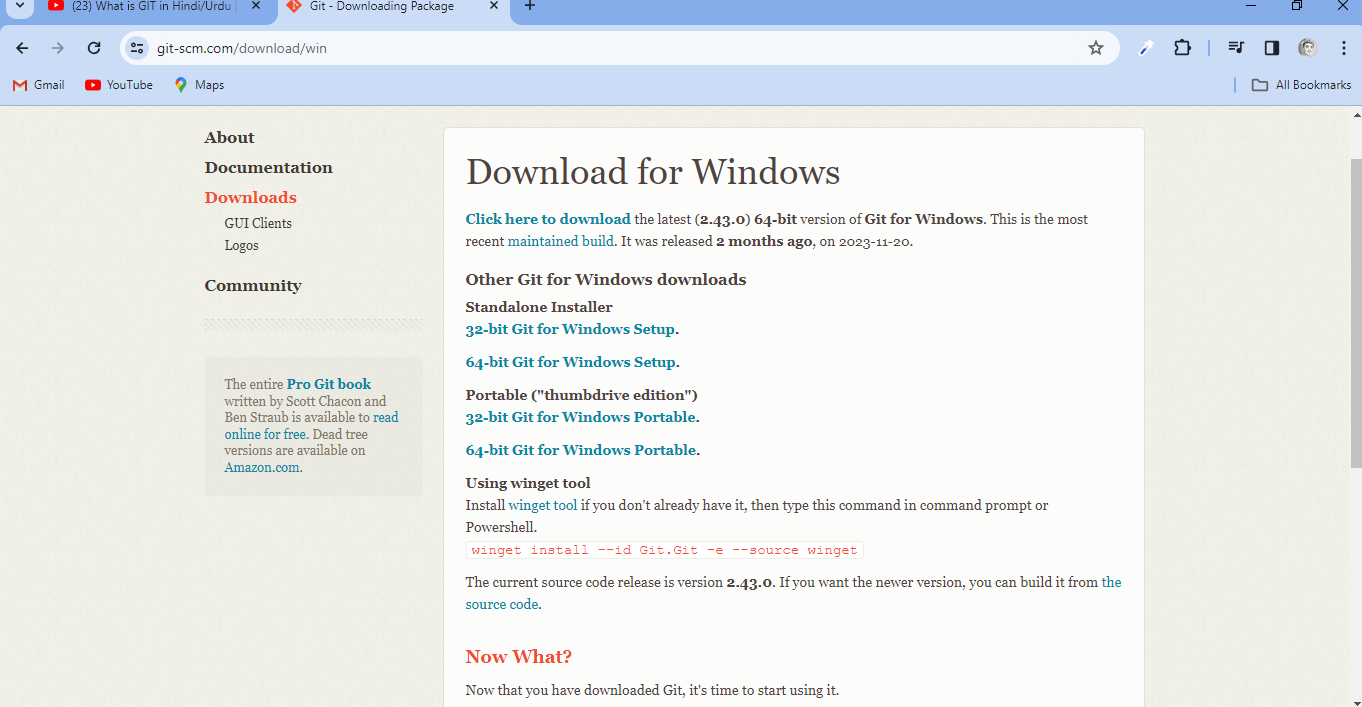 (23) What is GIT in Hindi/Urdu
Git - Downloading Package
git-scm.com/download/win
Gmail
YouTube
Maps
All Bookmarks
About
Documentation
Downloads
GUI Clients
Logos
Community
The entire Pro Git book
written by Scott Chacon and
Ben Straub is available to read
online for free. Dead tree
versions are available on
Amazon.com.
Download for Windows
Click here to download the latest (2.43.0) 64-bit version of Git for Windows. This is the most
recent maintained build. It was released 2 months ago, on 2023-11-20.
Other Git for Windows downloads
Standalone Installer
32-bit Git for Windows Setup.
64-bit Git for Windows Setup.
Portable ("thumbdrive edition")
32-bit Git for Windows Portable.
64-bit Git for Windows Portable.
Using winget tool
Install winget tool if you don't already have it, then type this command in command prompt or
Powershell.
winget install --id Git.Git -e --source winget
The current source code release is version 2.43.0. If you want the newer version, you can build it from the
source code.
Now What?
Now that you have downloaded Git, it's time to start using it.